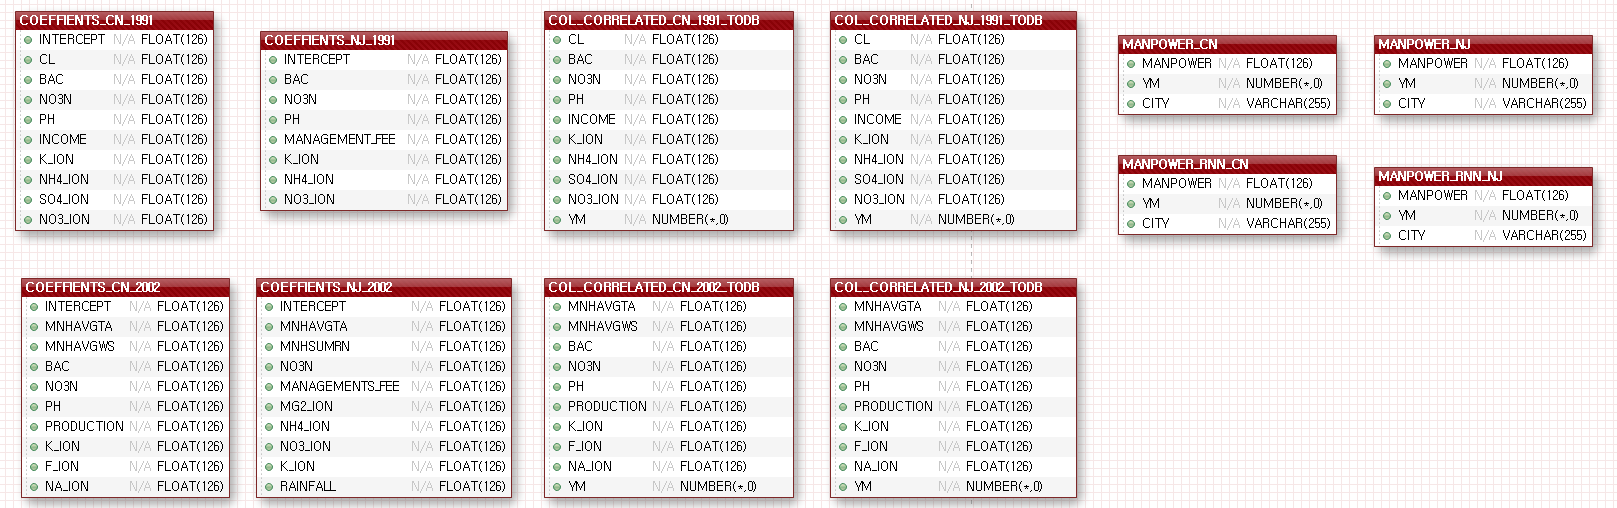 COEFFIENTS_CN_1991
INTERCEPT N/A FLOAT(126)
CL N/A FLOAT(126)
BAC N/A FLOAT(126)
NO3N N/A FLOAT(126)
PH N/A FLOAT(126)
INCOME N/A FLOAT(126)
K_ION N/A FLOAT(126)
NH4_ION N/A FLOAT(126)
SO4_ION N/A FLOAT(126)
NO3_ION N/A FLOAT(126)
COEFFIENTS_NJ_1991
INTERCEPT N/A FLOAT(126)
BAC N/A FLOAT(126)
NO3N N/A FLOAT(126)
PH N/A FLOAT(126)
MANAGEMENT_FEE N/A FLOAT(126)
K_ION N/A FLOAT(126)
NH4_ION N/A FLOAT(126)
NO3_ION N/A FLOAT(126)
COL_CORRELATED_CN_1991_TODB
CL N/A FLOAT(126)
BAC N/A FLOAT(126)
NO3N N/A FLOAT(126)
PH N/A FLOAT(126)
INCOME N/A FLOAT(126)
K_ION N/A FLOAT(126)
NH4_ION N/A FLOAT(126)
SO4_ION N/A FLOAT(126)
NO3_ION N/A FLOAT(126)
YM N/A NUMBER(*,0)
COL_CORRELATED_NJ_1991_TODB
CL N/A FLOAT(126)
BAC N/A FLOAT(126)
NO3N N/A FLOAT(126)
PH N/A FLOAT(126)
INCOME N/A FLOAT(126)
K_ION N/A FLOAT(126)
NH4_ION N/A FLOAT(126)
SO4_ION N/A FLOAT(126)
NO3_ION N/A FLOAT(126)
YM N/A NUMBER(*,0)
MANPOWER_CN
MANPOWER N/A FLOAT(126)
YM N/A NUMBER(*,0)
CITY N/A VARCHAR(255)
MANPOWER_NJ
MANPOWER N/A FLOAT(126)
YM N/A NUMBER(*,0)
CITY N/A VARCHAR(255)
MANPOWER_RNN_CN
MANPOWER N/A FLOAT(126)
YM N/A NUMBER(*,0)
CITY N/A VARCHAR(255)
MANPOWER_RNN_NJ
MANPOWER N/A FLOAT(126)
YM N/A NUMBER(*,0)
CITY N/A VARCHAR(255)
COEFFIENTS_CN_2002
INTERCEPT N/A FLOAT(126)
MNHAVGTA N/A FLOAT(126)
MNHAVGWS N/A FLOAT(126)
BAC N/A FLOAT(126)
NO3N N/A FLOAT(126)
PH N/A FLOAT(126)
PRODUCTION N/A FLOAT(126)
K_ION N/A FLOAT(126)
F_ION N/A FLOAT(126)
NA_ION N/A FLOAT(126)
COEFFIENTS_NJ_2002
INTERCEPT N/A FLOAT(126)
MNHAVGTA N/A FLOAT(126)
MNHSUMRN N/A FLOAT(126)
NO3N N/A FLOAT(126)
MANAGEMENTS_FEE N/A FLOAT(126)
MG2_ION N/A FLOAT(126)
NH4_ION N/A FLOAT(126)
NO3_ION N/A FLOAT(126)
K_ION N/A FLOAT(126)
RAINFALL N/A FLOAT(126)
COL_CORRELATED_CN_2002_TODB
MNHAVGTA N/A FLOAT(126)
MNHAVGWS N/A FLOAT(126)
BAC N/A FLOAT(126)
NO3N N/A FLOAT(126)
PH N/A FLOAT(126)
PRODUCTION N/A FLOAT(126)
K_ION N/A FLOAT(126)
F_ION N/A FLOAT(126)
NA_ION N/A FLOAT(126)
YM N/A NUMBER(*,0)
COL_CORRELATED_NJ_2002_TODB
MNHAVGTA N/A FLOAT(126)
MNHAVGWS N/A FLOAT(126)
BAC N/A FLOAT(126)
NO3N N/A FLOAT(126)
PH N/A FLOAT(126)
PRODUCTION N/A FLOAT(126)
K_ION N/A FLOAT(126)
F_ION N/A FLOAT(126)
NA_ION N/A FLOAT(126)
YM N/A NUMBER(*,0)